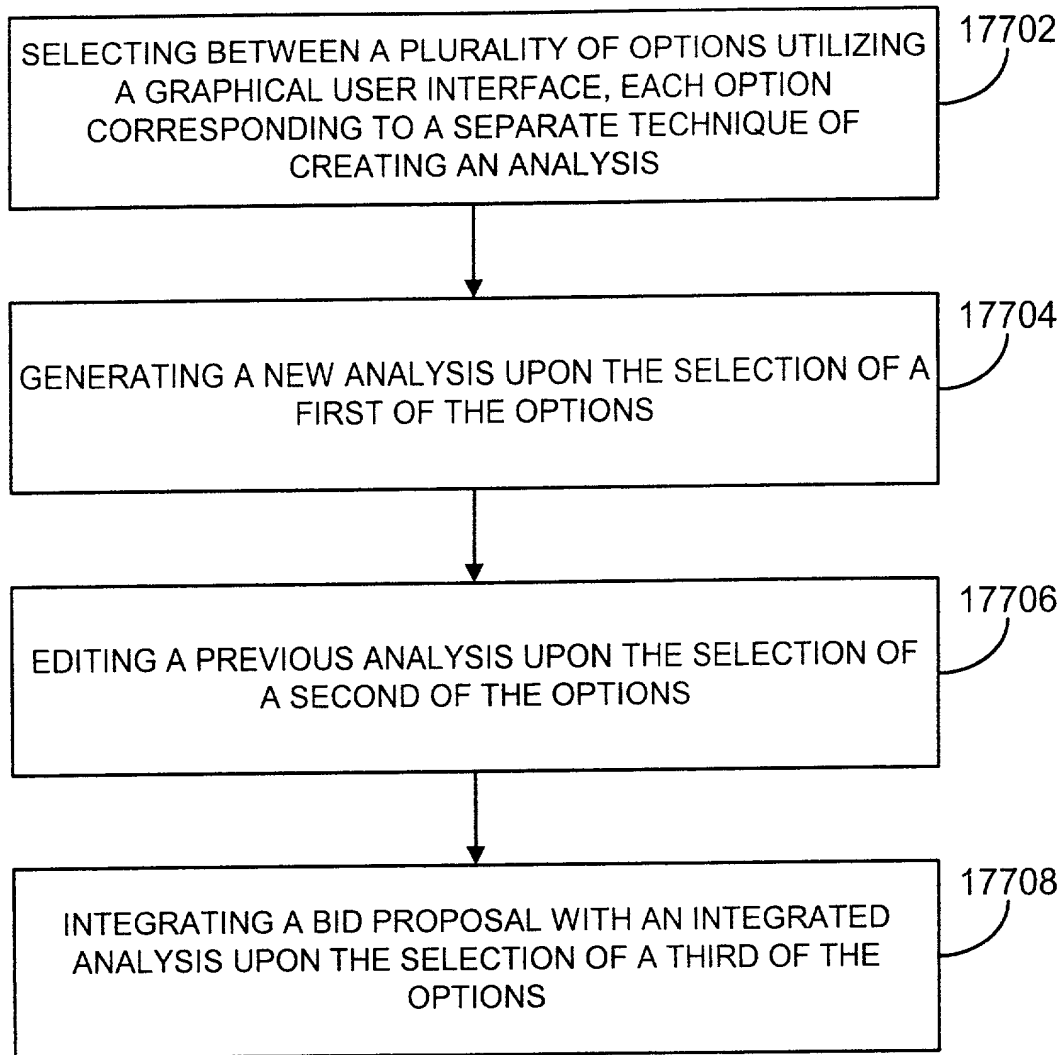 SELECTING BETWEEN A PLURALITY OF OPTIONS UTILIZING
A GRAPHICAL USER INTERFACE, EACH OPTION
CORRESPONDING TO A SEPARATE TECHNIQUE OF
CREATING AN ANALYSIS
17702
GENERATING A NEW ANALYSIS UPON THE SELECTION OF A
FIRST OF THE OPTIONS
17704
EDITING A PREVIOUS ANALYSIS UPON THE SELECTION OF
A SECOND OF THE OPTIONS
17706
INTEGRATING A BID PROPOSAL WITH AN INTEGRATED
ANALYSIS UPON THE SELECTION OF A THIRD OF THE
OPTIONS
17708